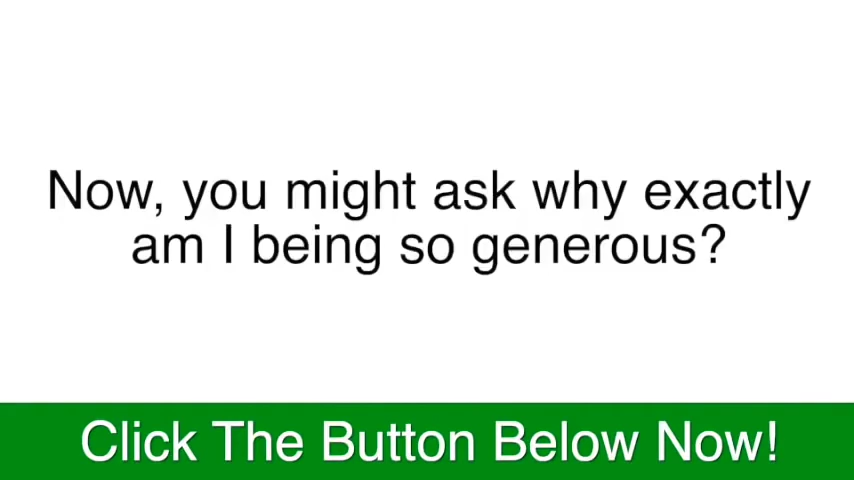 Now, you might ask why exactly
am I being so generous?
Click The Button Below Now!